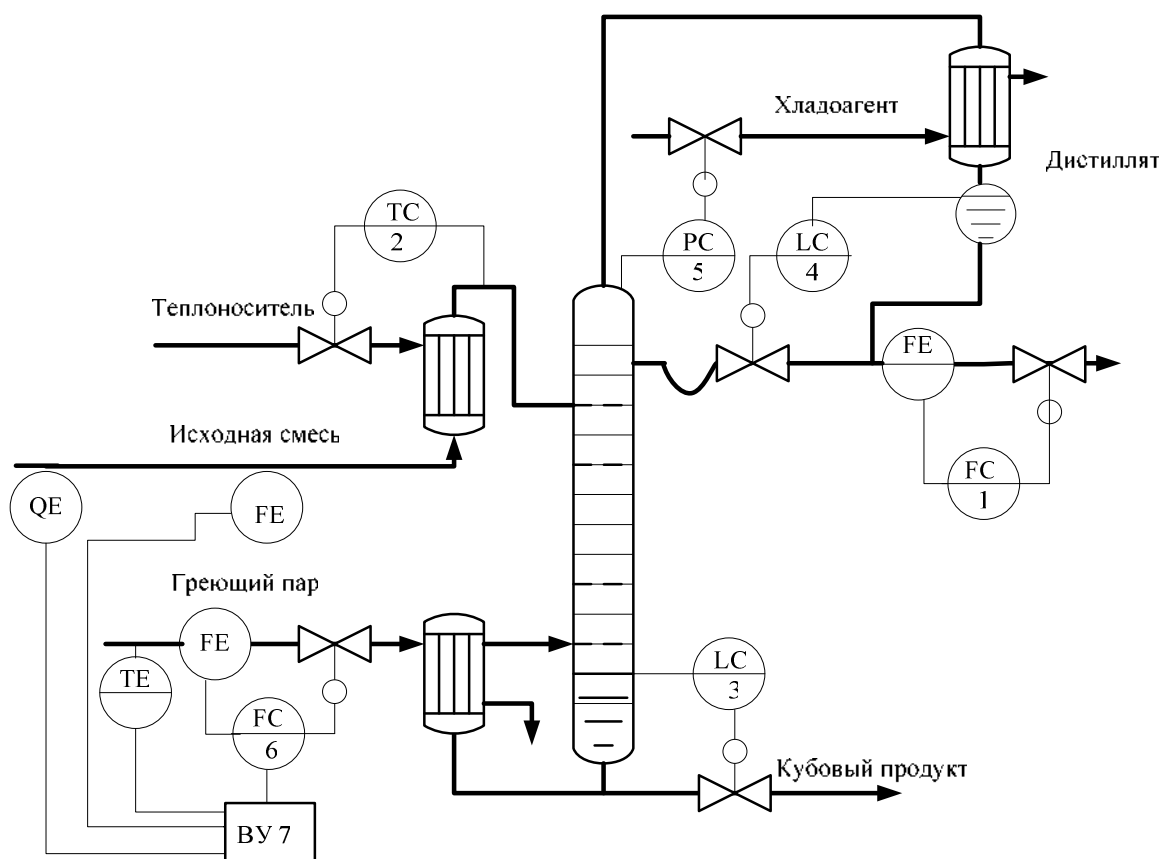 Хладоагент
Дистиллят
TC
2
PC
5
LC
4
Теплоноситель
FE
Исходная смесь
FC
1
QE
FE
Греющий пар
FE
LC
3
TE
FC
6
Кубовый продукт
ВУ 7